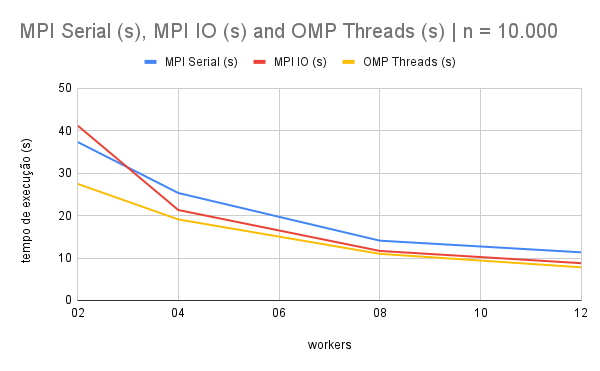 MPI Serial (s), MPI IO (s) and OMP Threads (s) | n = 10.000
MPI Serial (s) MPI IO (s) OMP Threads (s)
50
40
30
20
10
0
tempo de execução (s)
02 04 06 08 10 12
workers